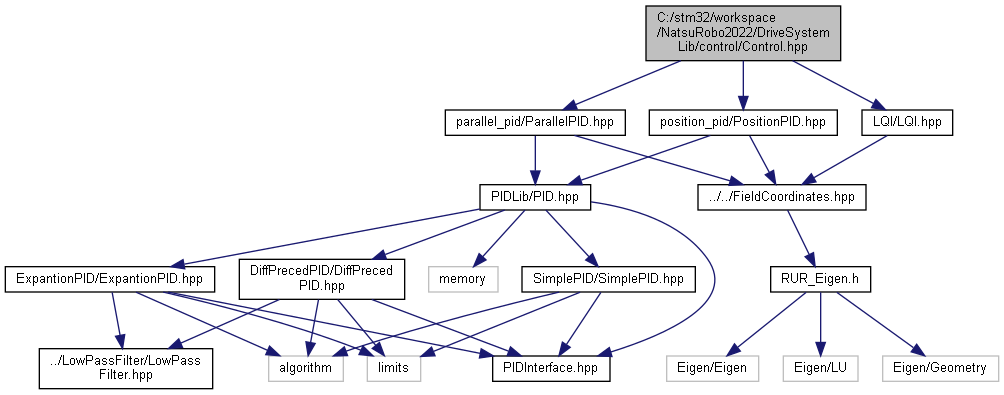 C:/stm32/workspace
/NatsuRobo2022/DriveSystem
Lib/control/Control.hpp
parallel_pid/ParallelPID.hpp
position_pid/PositionPID.hpp
LQI/LQI.hpp
PIDLib/PID.hpp
../../FieldCoordinates.hpp
ExpantionPID/ExpantionPID.hpp
DiffPrecedPID/DiffPreced
PID.hpp
memory
SimplePID/SimplePID.hpp
RUR_Eigen.h
../LowPassFilter/LowPass
Filter.hpp
algorithm
limits
PIDInterface.hpp
Eigen/Eigen
Eigen/LU
Eigen/Geometry